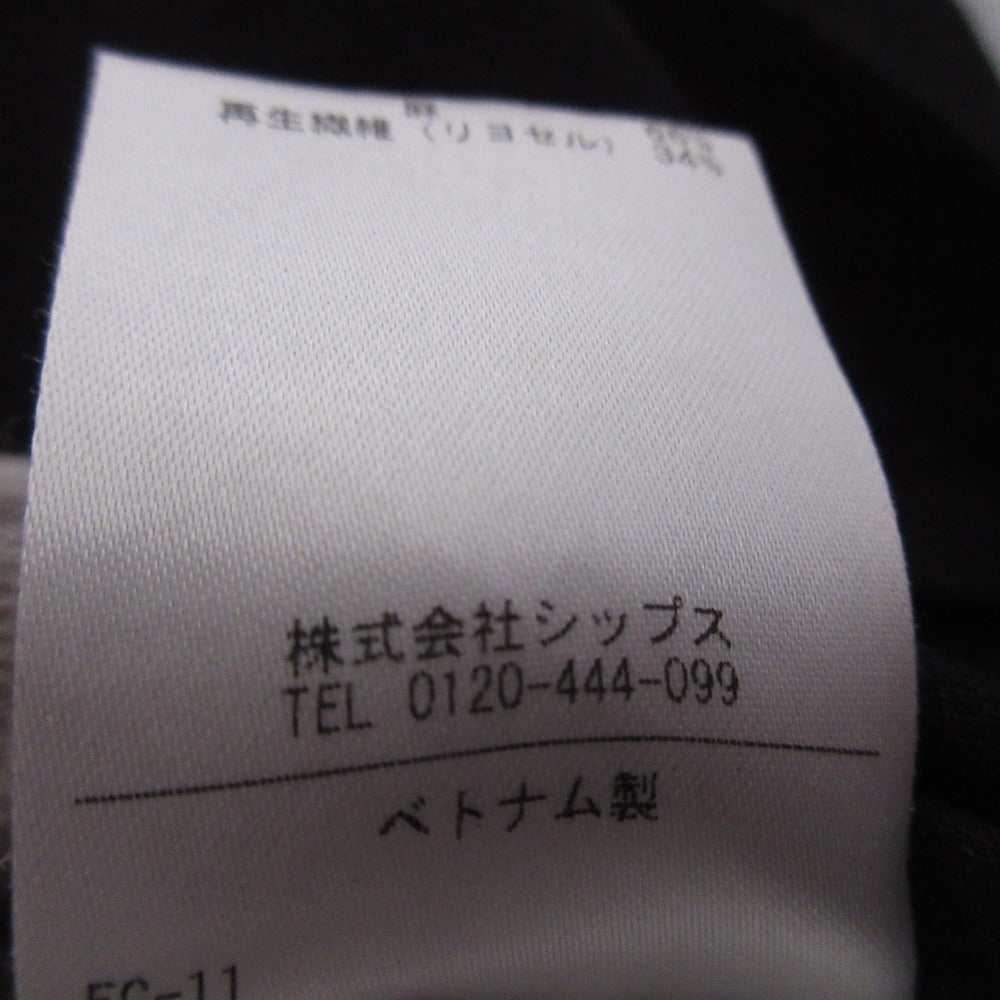 再生繊維（リヨセル） 34%
株式会社シップス
TEL 0120-444-099
ベトナム製